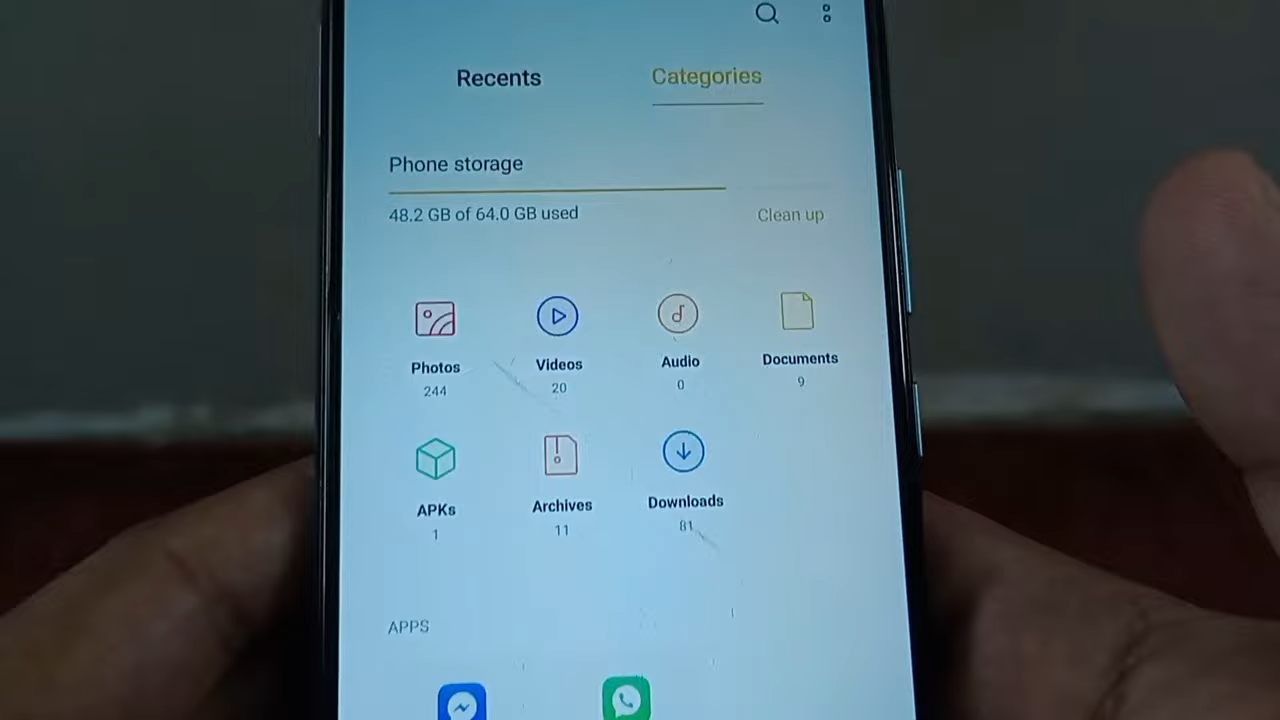 Recents Categories
Phone storage
48.2 GB of 64.0 GB used Clean up
Photos Videos Audio Documents
244 20 0 9
APKs Archives Downloads
1 11 81
APPS